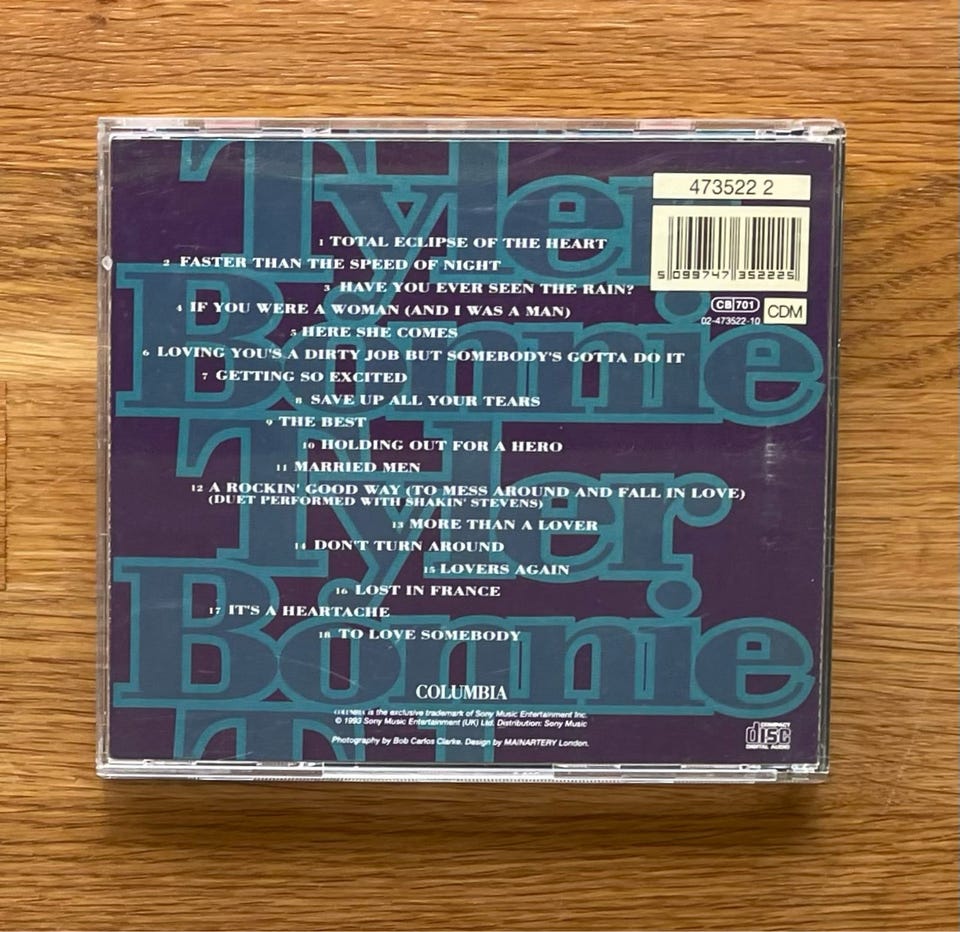 Tyler
473522 2
5 099747 352225
CB 701
02-473522-10
CDM
1 TOTAL ECLIPSE OF THE HEART
2 FASTER THAN THE SPEED OF NIGHT
3 HAVE YOU EVER SEEN THE RAIN?
4 IF YOU WERE A WOMAN (AND I WAS A MAN)
Bonnie
5 HERE SHE COMES
6 LOVING YOU'S A DIRTY JOB BUT SOMEBODY'S GOTTA DO IT
7 GETTING SO EXCITED
8 SAVE UP ALL YOUR TEARS
9 THE BEST
10 HOLDING OUT FOR A HERO
11 MARRIED MEN
Tyler
12 A ROCKIN' GOOD WAY (TO MESS AROUND AND FALL IN LOVE)
(DUET PERFORMED WITH SHAKIN' STEVENS)
13 MORE THAN A LOVER
14 DON'T TURN AROUND
15 LOVERS AGAIN
16 LOST IN FRANCE
17 IT'S A HEARTACHE
18 TO LOVE SOMEBODY
Bonnie
COLUMBIA
COLUMBIA is the exclusive trademark of Sony Music Entertainment Inc.
© 1993 Sony Music Entertainment (UK) Ltd. Distribution: Sony Music
Photography by Bob Carlos Clarke. Design by MAINARTERY London.
COMPACT
disc
DIGITAL AUDIO